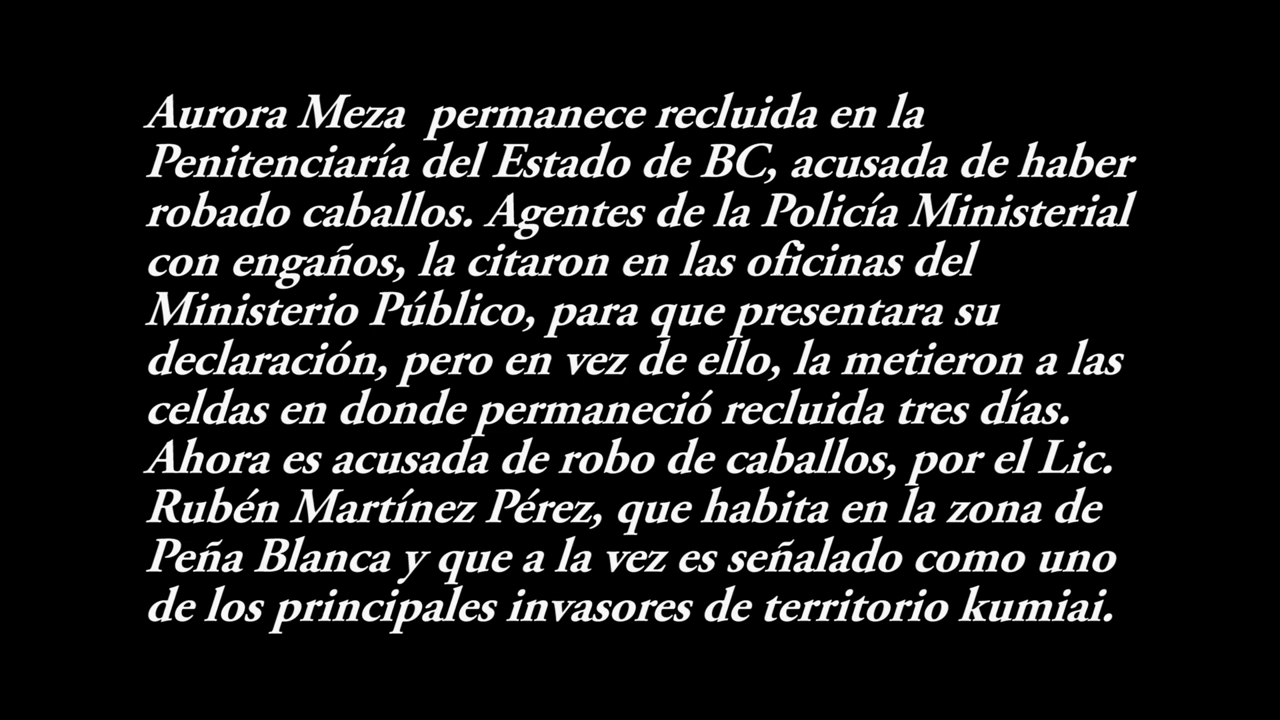 Aurora Meza  permanece recluida en la
Penitenciaría del Estado de BC, acusada de haber
robado caballos. Agentes de la Policía Ministerial
con engaños, la citaron en las oficinas del
Ministerio Público, para que presentara su
declaración, pero en vez de ello, la metieron a las
celdas en donde permaneció recluida tres días.
Ahora es acusada de robo de caballos, por el Lic.
Rubén Martínez Pérez, que habita en la zona de
Peña Blanca y que a la vez es señalado como uno
de los principales invasores de territorio kumiai.